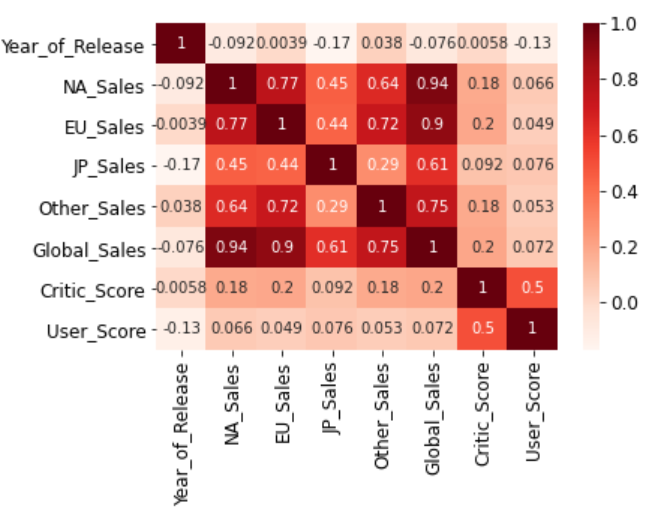 Year_of_Release 1 -0.092 0.0039 -0.17 0.038 -0.076 0.0058 -0.13
NA_Sales -0.092 1 0.77 0.45 0.64 0.94 0.18 0.066
EU_Sales 0.0039 0.77 1 0.44 0.72 0.9 0.2 0.049
JP_Sales -0.17 0.45 0.44 1 0.29 0.61 0.092 0.076
Other_Sales 0.038 0.64 0.72 0.29 1 0.75 0.18 0.053
Global_Sales -0.076 0.94 0.9 0.61 0.75 1 0.2 0.072
Critic_Score 0.0058 0.18 0.2 0.092 0.18 0.2 1 0.5
User_Score -0.13 0.066 0.049 0.076 0.053 0.072 0.5 1
Year_of_Release
NA_Sales
EU_Sales
JP_Sales
Other_Sales
Global_Sales
Critic_Score
User_Score
1.0
0.8
0.6
0.4
0.2
0.0